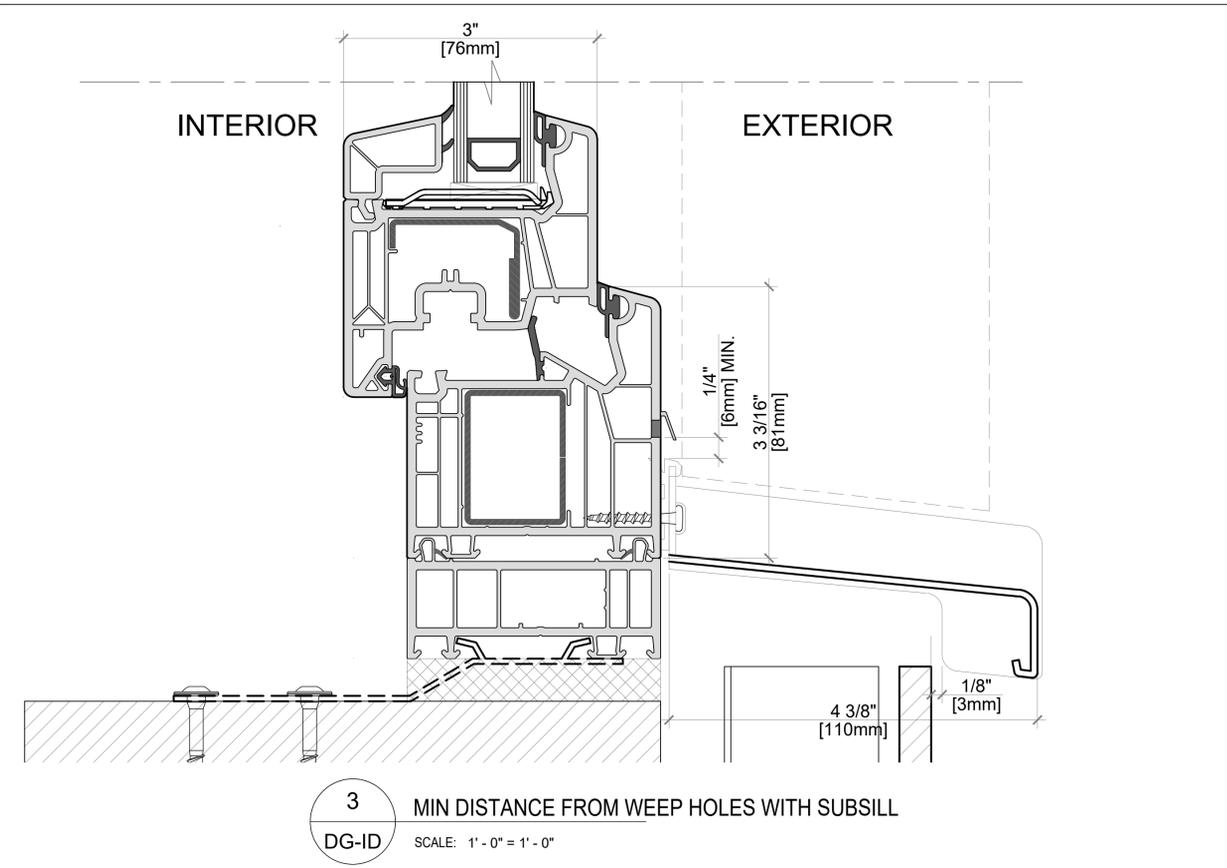 3"
[76mm]
INTERIOR
EXTERIOR
1/4"
[6mm] MIN.
3 3/16"
[81mm]
1/8"
[3mm]
4 3/8"
[110mm]
3
DG-ID
MIN DISTANCE FROM WEEP HOLES WITH SUBSILL
SCALE: 1' - 0" = 1' - 0"